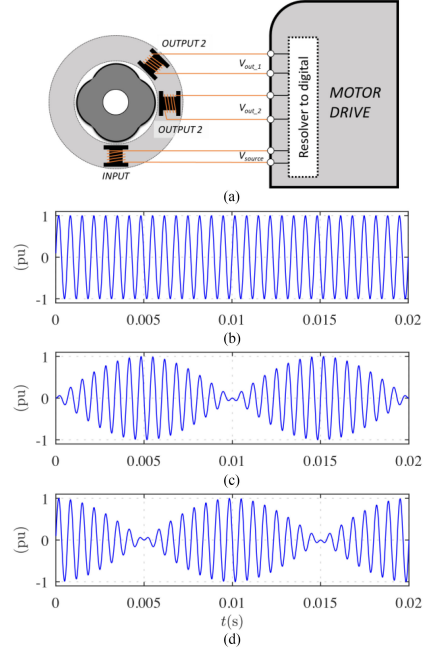 OUTPUT 2
V_out_1
Resolver to digital
MOTOR
DRIVE
V_out_2
OUTPUT 2
V_source
INPUT
(a)
1
(pu)
0
-1
0 0.005 0.01 0.015 0.02
(b)
1
(pu)
0
-1
0 0.005 0.01 0.015 0.02
(c)
1
(pu)
0
-1
0 0.005 0.01 0.015 0.02
t(s)
(d)